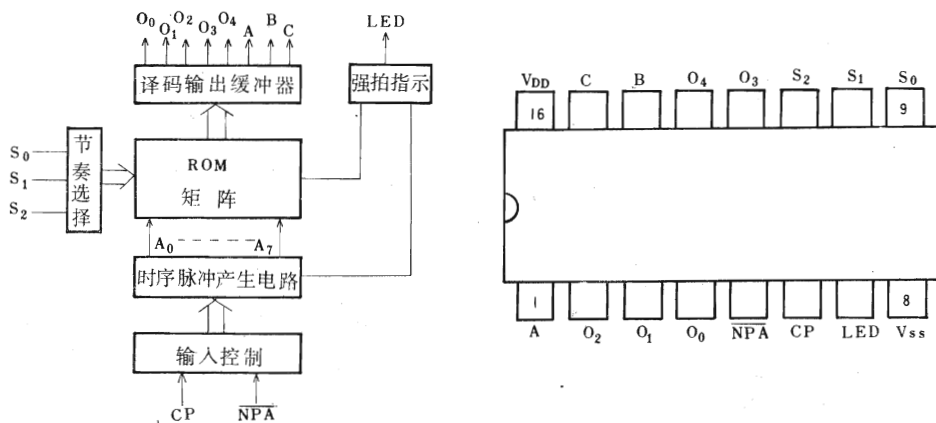 O₀ O₁ O₂ O₃ O₄ A B C
LED
译码输出缓冲器
强拍指示
S₀
S₁
S₂
节奏选择
ROM
矩阵
A₀ A₇
时序脉冲产生电路
输入控制
CP N̅P̅A̅
V_DD C B O₄ O₃ S₂ S₁ S₀
16 9
1 8
A O₂ O₁ O₀ N̅P̅A̅ CP LED Vss